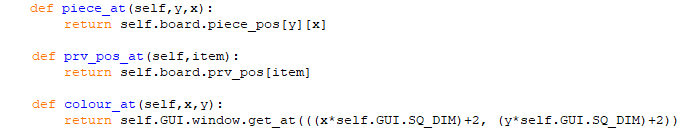 def piece_at(self,y,x):
    return self.board.piece_pos[y][x]

def prv_pos_at(self,item):
    return self.board.prv_pos[item]

def colour_at(self,x,y):
    return self.GUI.window.get_at(((x*self.GUI.SQ_DIM)+2, (y*self.GUI.SQ_DIM)+2))